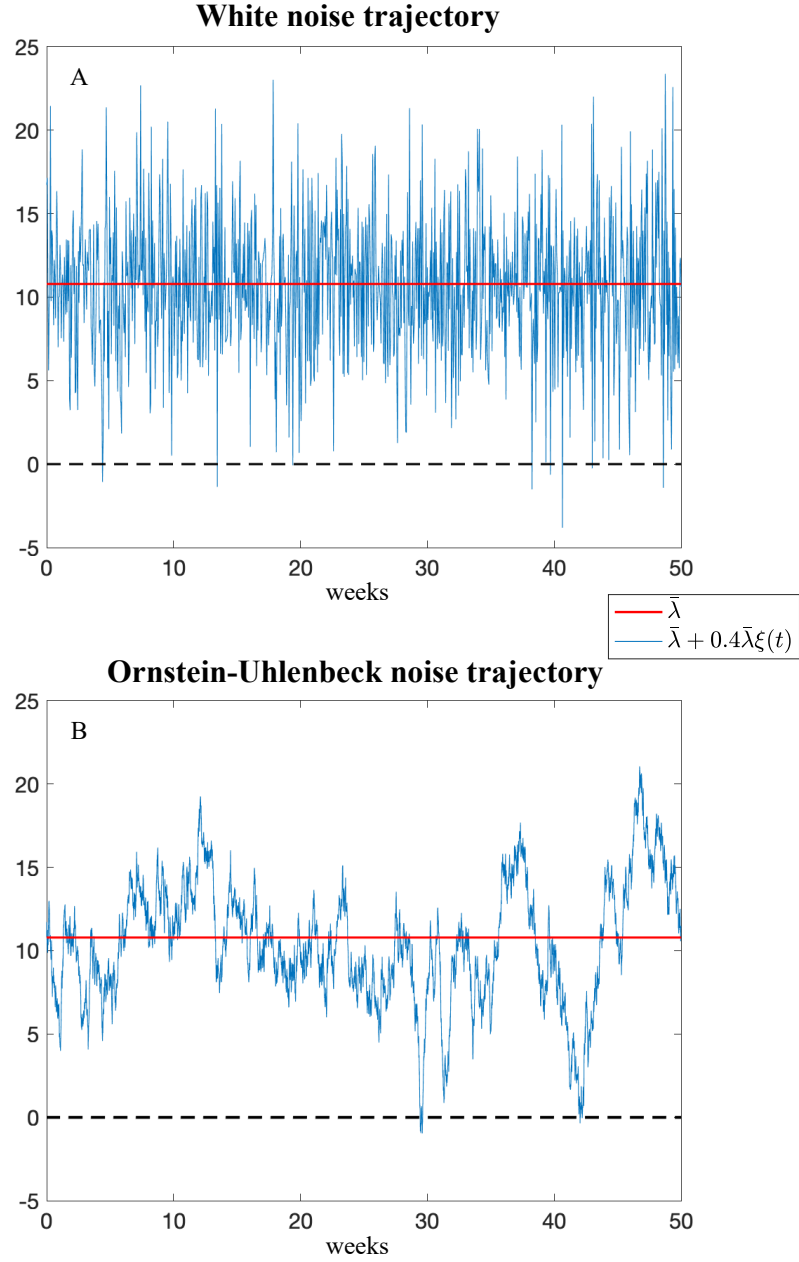 White noise trajectory
A
25
20
15
10
5
0
-5
0 10 20 30 40 50
weeks
λ̄
λ̄ + 0.4λ̄ξ(t)
Ornstein-Uhlenbeck noise trajectory
B
25
20
15
10
5
0
-5
0 10 20 30 40 50
weeks